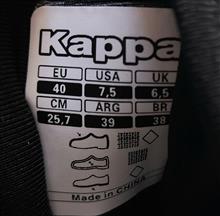 Kappa
EU USA UK
40 7,5 6,5
CM ARG BR
25,7 39 38
Made in CHINA